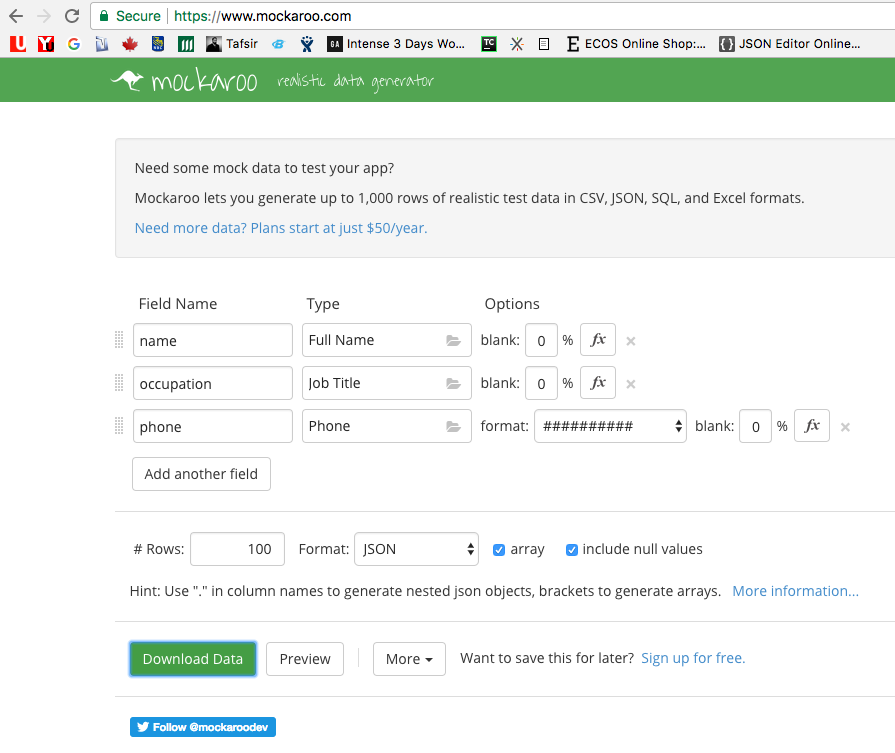 Secure | https://www.mockaroo.com
Tafsir GA Intense 3 Days Wo... TC E ECOS Online Shop:... {} JSON Editor Online...
mockaroo realistic data generator
Need some mock data to test your app?
Mockaroo lets you generate up to 1,000 rows of realistic test data in CSV, JSON, SQL, and Excel formats.
Need more data? Plans start at just $50/year.
Field Name Type Options
name Full Name blank: 0 % fx ×
occupation Job Title blank: 0 % fx ×
phone Phone format: ########## blank: 0 % fx ×
Add another field
# Rows: 100 Format: JSON array include null values
Hint: Use "." in column names to generate nested json objects, brackets to generate arrays. More information...
Download Data Preview More Want to save this for later? Sign up for free.
Follow @mockaroodev